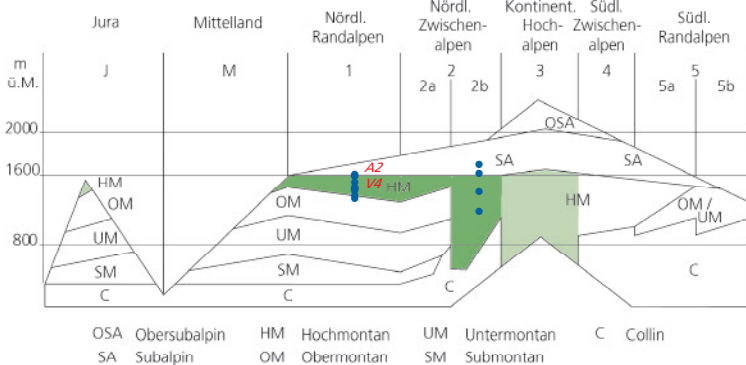 Jura Mittelland Nördl. Randalpen Nördl. Zwischen-alpen Kontinent. Hoch-alpen Südl. Zwischen-alpen Südl. Randalpen
m ü.M. J M 1 2 3 4 5
2a 2b 5a 5b
2000
OSA
1600 A2 SA SA
HM V4 HM
OM OM HM OM / UM
800 UM UM
SM SM C C
C C
OSA Obersubalpin HM Hochmontan UM Untermontan C Collin
SA Subalpin OM Obermontan SM Submontan